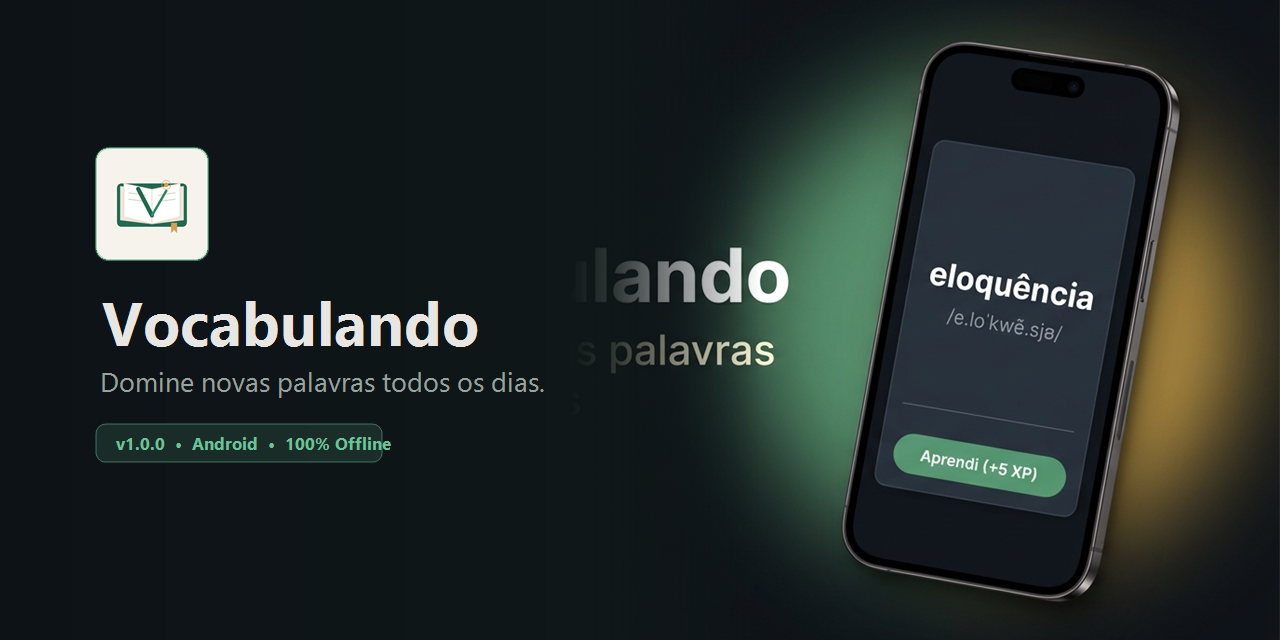 V
Vocabulando
Domine novas palavras todos os dias.
v1.0.0 • Android • 100% Offline
ulando
s palavras
s
eloquência
/e.loˈkwẽ.sjɐ/
Aprendi (+5 XP)